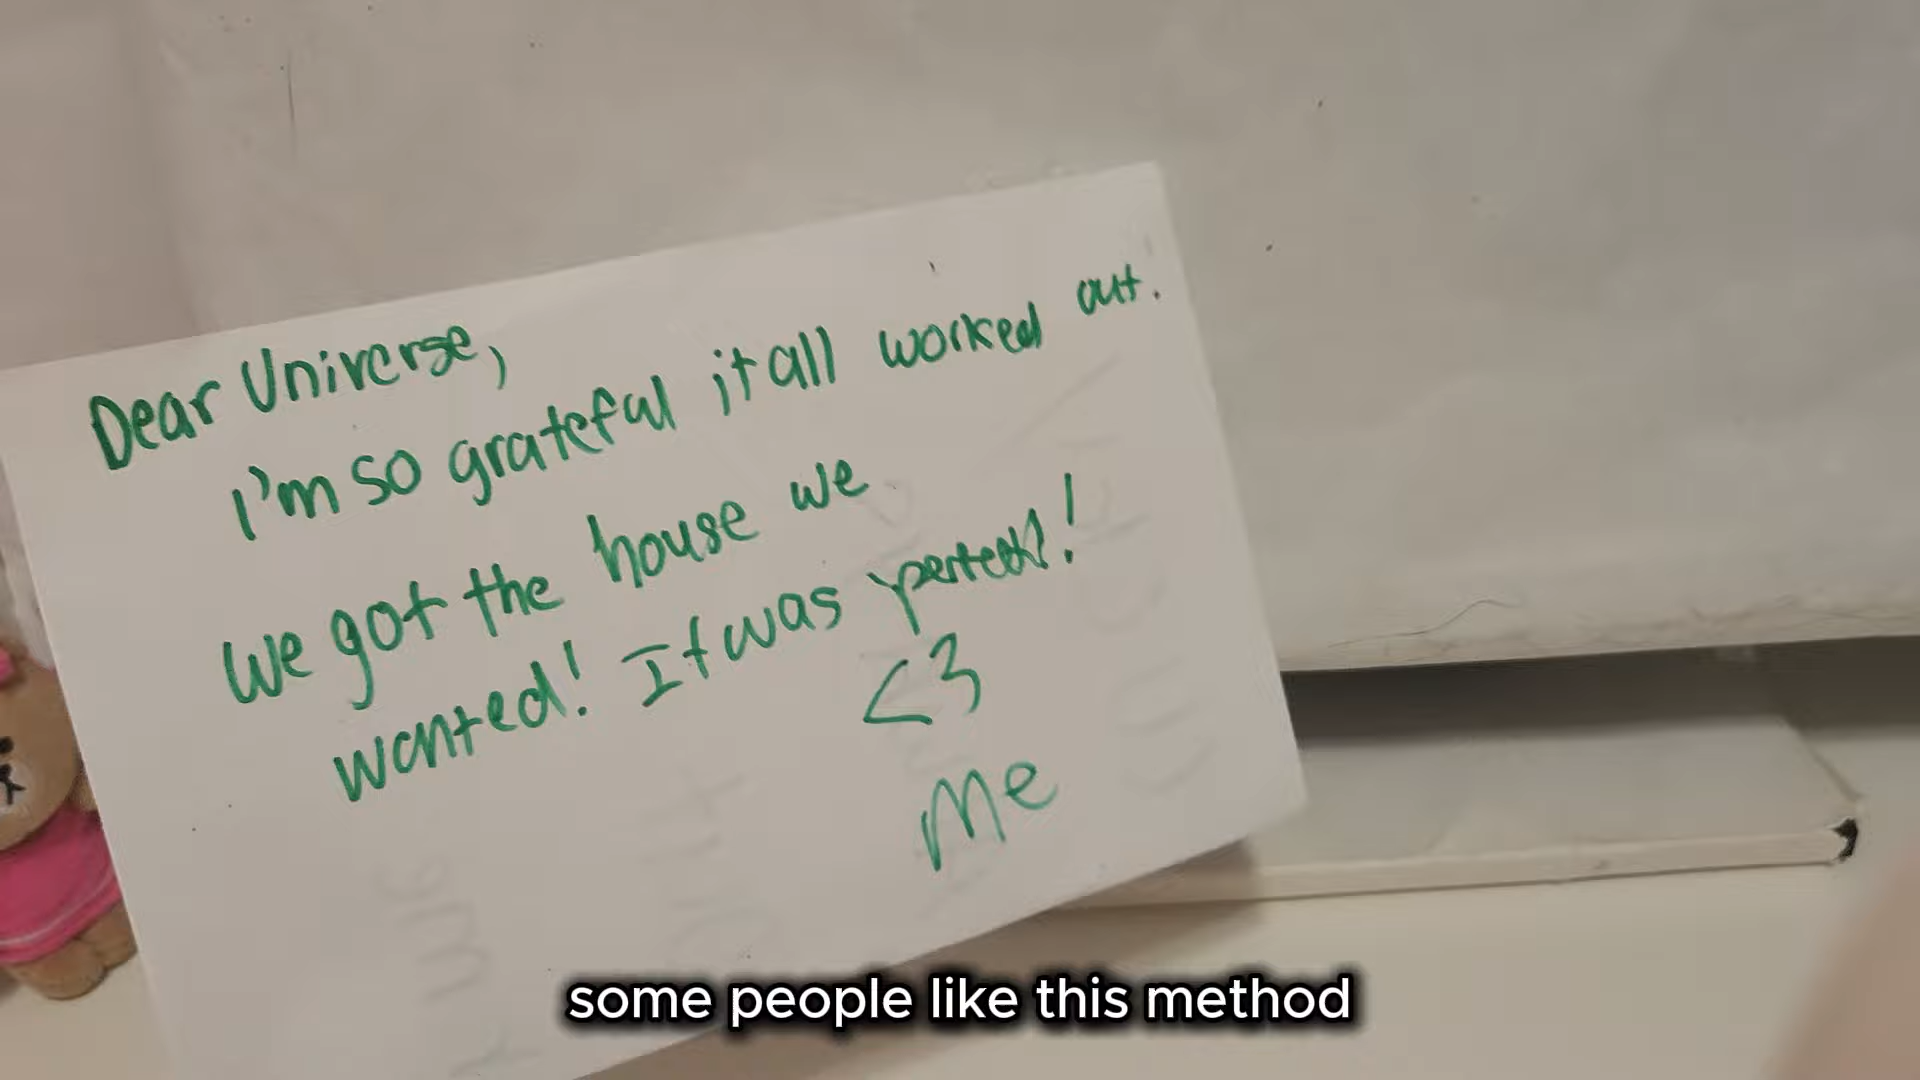 Dear Universe,
I'm so grateful it all worked out.
We got the house we
wanted! It was perfect!
<3
Me
some people like this method